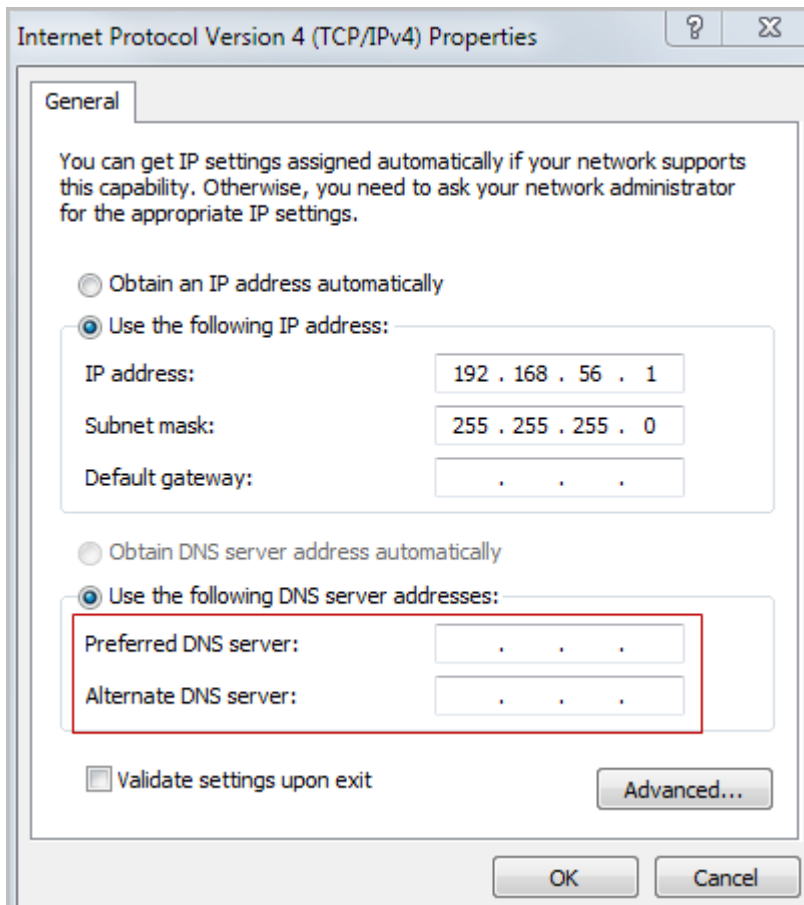 Internet Protocol Version 4 (TCP/IPv4) Properties
General
You can get IP settings assigned automatically if your network supports
this capability. Otherwise, you need to ask your network administrator
for the appropriate IP settings.
Obtain an IP address automatically
Use the following IP address:
IP address: 192 . 168 . 56 . 1
Subnet mask: 255 . 255 . 255 . 0
Default gateway: . . .
Obtain DNS server address automatically
Use the following DNS server addresses:
Preferred DNS server: . . .
Alternate DNS server: . . .
Validate settings upon exit
Advanced...
OK Cancel